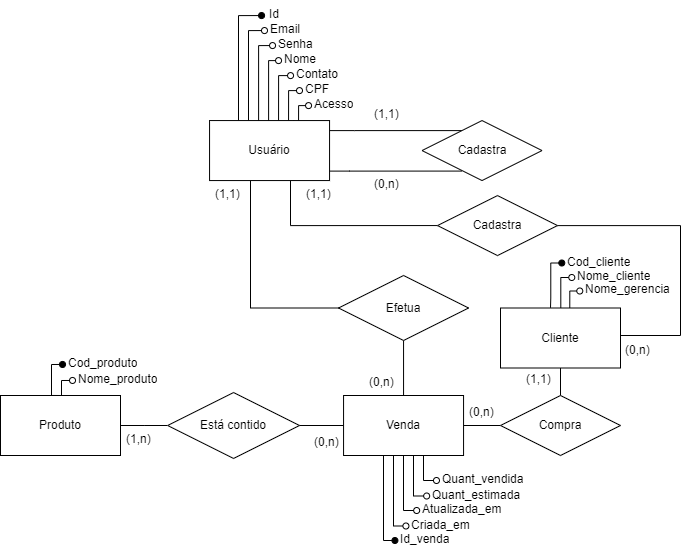 Id
Email
Senha
Nome
Contato
CPF
Acesso
(1,1)
Usuário
Cadastra
(0,n)
(1,1)
(1,1)
Cadastra
Cod_cliente
Nome_cliente
Nome_gerencia
Efetua
Cliente
(0,n)
Cod_produto
Nome_produto
(1,1)
(0,n)
(0,n)
Produto
Está contido
Venda
Compra
(1,n)
(0,n)
Quant_vendida
Quant_estimada
Atualizada_em
Criada_em
Id_venda